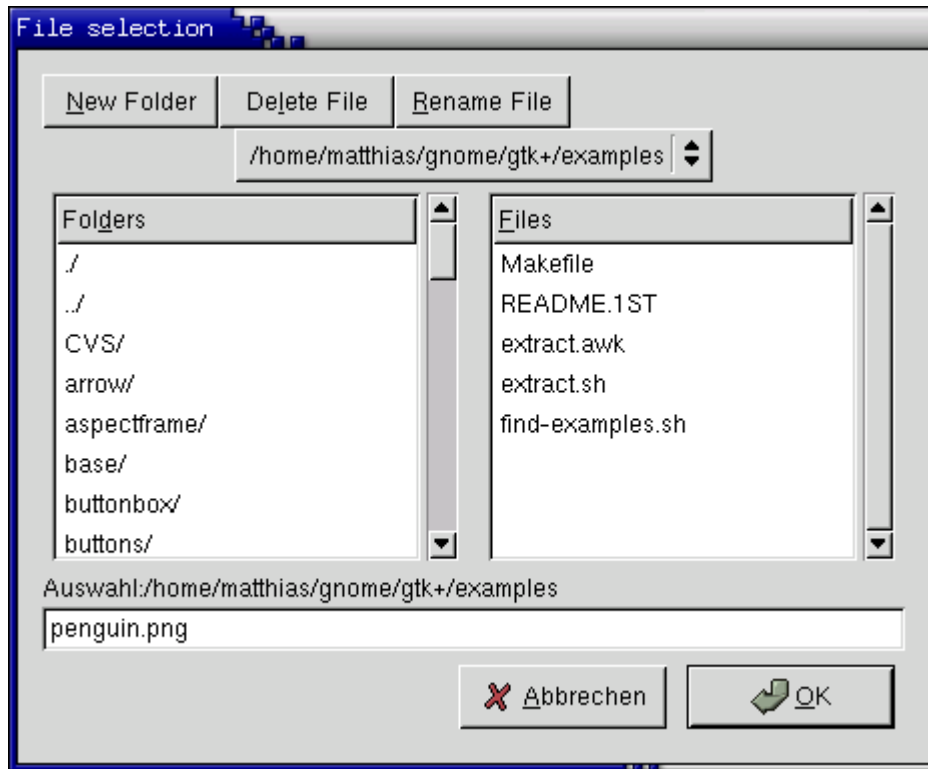 File selection
New Folder
Delete File
Rename File
/home/matthias/gnome/gtk+/examples
Folders
./
../
CVS/
arrow/
aspectframe/
base/
buttonbox/
buttons/
Files
Makefile
README.1ST
extract.awk
extract.sh
find-examples.sh
Auswahl:/home/matthias/gnome/gtk+/examples
penguin.png
Abbrechen
OK